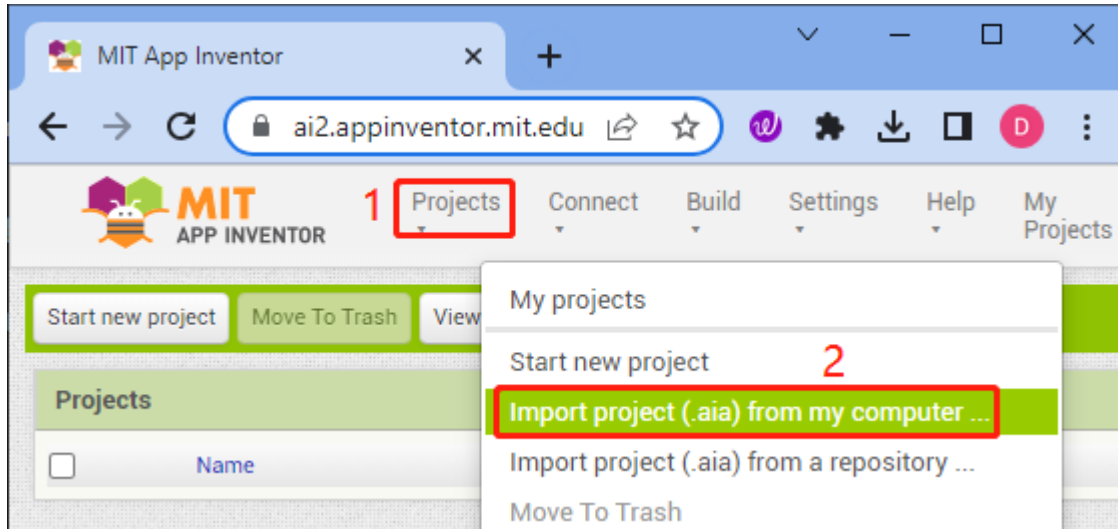 MIT App Inventor
ai2.appinventor.mit.edu
D
MIT
APP INVENTOR
1
Projects
Connect
Build
Settings
Help
My
Projects
Start new project
Move To Trash
View
My projects
Start new project
2
Projects
Import project (.aia) from my computer ...
Name
Import project (.aia) from a repository ...
Move To Trash